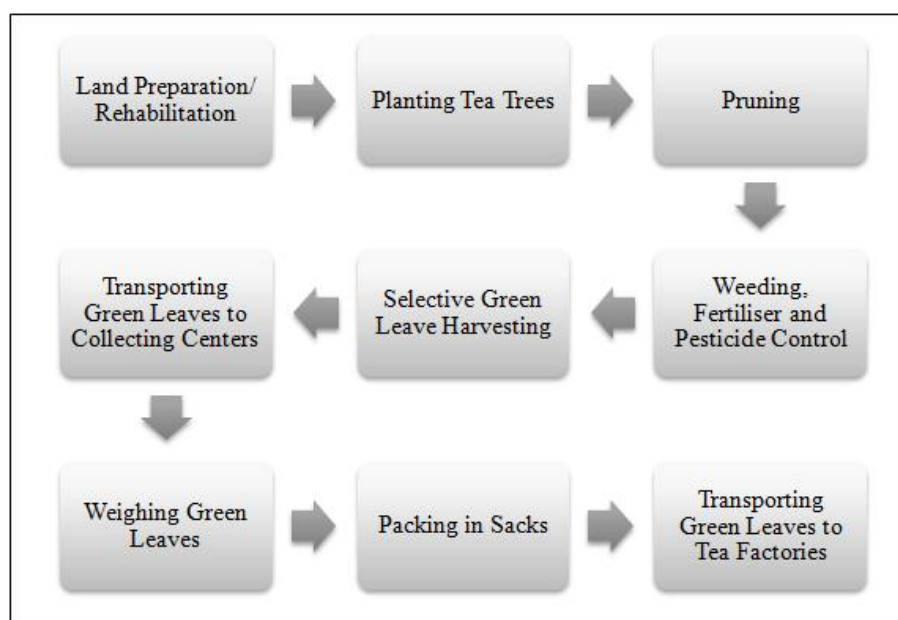 Land Preparation/
Rehabilitation
Planting Tea Trees
Pruning
Weeding,
Fertiliser and
Pesticide Control
Selective Green
Leave Harvesting
Transporting
Green Leaves to
Collecting Centers
Weighing Green
Leaves
Packing in Sacks
Transporting
Green Leaves to
Tea Factories